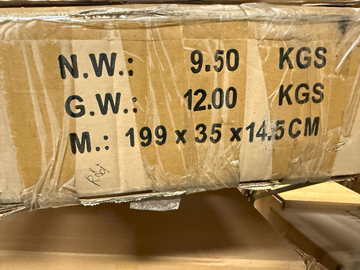 N.W.: 9.50 KGS
G.W.: 12.00 KGS
M.: 199 x 35 x 14.5 CM